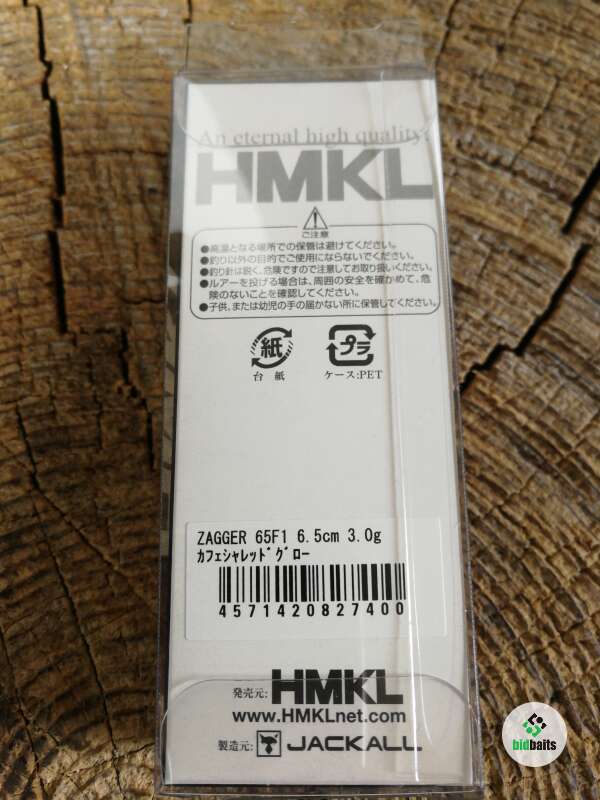 An eternal high quality.
HMKL
ご注意
●高温となる場所での保管は避けてください。
●釣り以外の目的でご使用にならないでください。
●釣り針は鋭く、危険ですので注意してお取り扱いください。
●ルアーを投げる場合は、周囲の安全を確かめて、危
険のないことを確認してください。
●子供、または幼児の手の届かない所に保管してください。
紙 プラ
台 紙 ケース:PET
ZAGGER 65F1 6.5cm 3.0g
ｶﾌｪｼｬﾚｯﾄﾞｸﾞﾛｰ
4571420827400
発売元: HMKL
www.HMKLnet.com
製造元: JACKALL
bidbaits